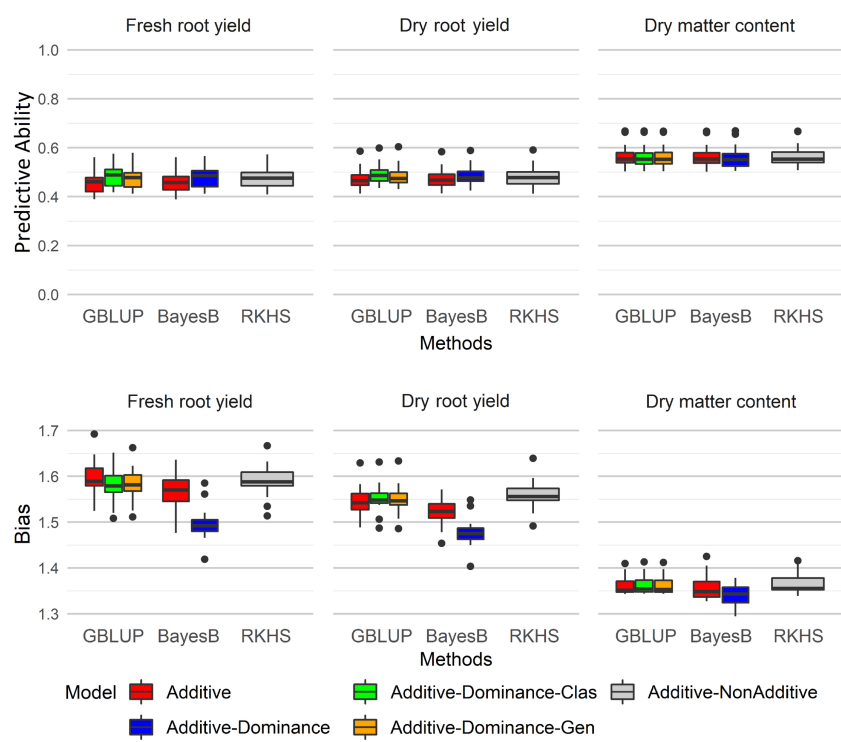 Fresh root yield Dry root yield Dry matter content
1.0
0.8
0.6
0.4
0.2
0.0
Predictive Ability
GBLUP BayesB RKHS GBLUP BayesB RKHS GBLUP BayesB RKHS
Methods
Fresh root yield Dry root yield Dry matter content
1.7
1.6
1.5
1.4
1.3
Bias
GBLUP BayesB RKHS GBLUP BayesB RKHS GBLUP BayesB RKHS
Methods
Model Additive Additive-Dominance-Clas Additive-NonAdditive
Additive-Dominance Additive-Dominance-Gen